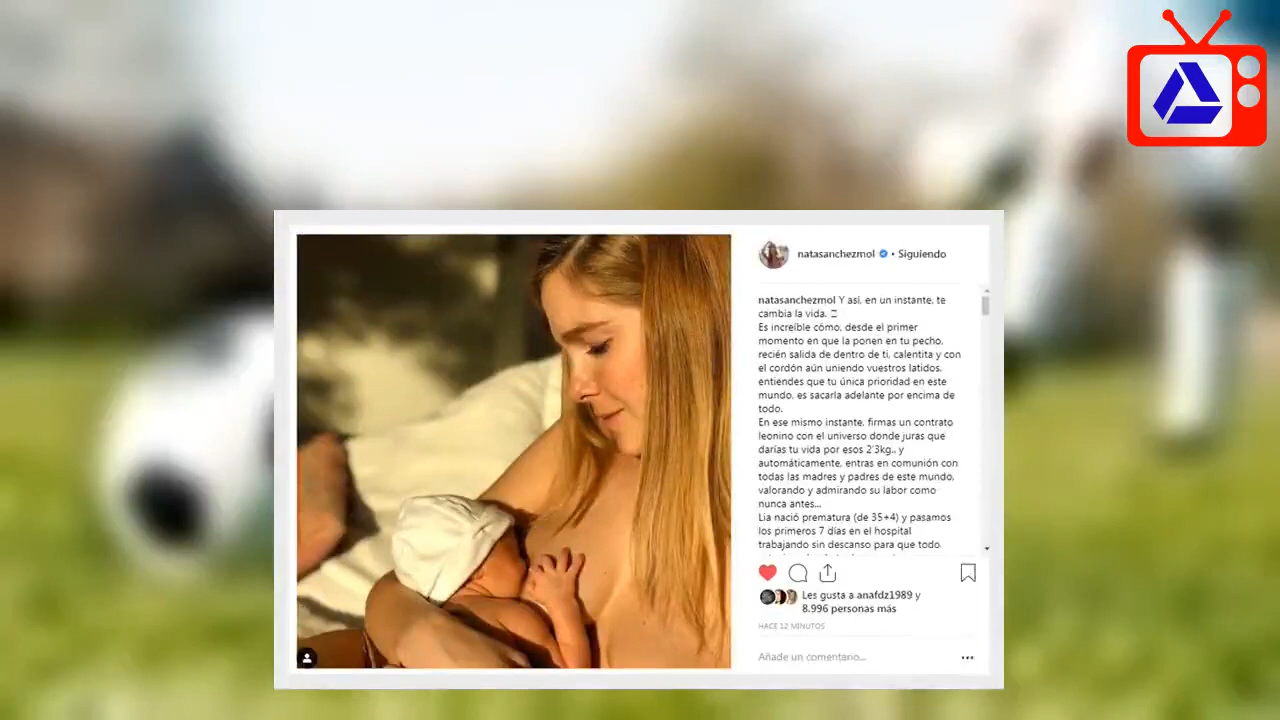 natasanchezmol • Siguiendo
natasanchezmol Y así, en un instante, te
cambia la vida.
Es increíble cómo, desde el primer
momento en que la ponen en tu pecho,
recién salida de dentro de ti, calentita y con
el cordón aún uniendo vuestros latidos,
entiendes que tu única prioridad en este
mundo, es sacarla adelante por encima de
todo.
En ese mismo instante, firmas un contrato
leonino con el universo donde juras que
darías tu vida por esos 2'3kg.. y
automáticamente, entras en comunión con
todas las madres y padres de este mundo,
valorando y admirando su labor como
nunca antes...
Lia nació prematura (de 35+4) y pasamos
los primeros 7 días en el hospital
trabajando sin descanso para que todo
Les gusta a anafdz1989 y
8.996 personas más
HACE 12 MINUTOS
Añade un comentario...